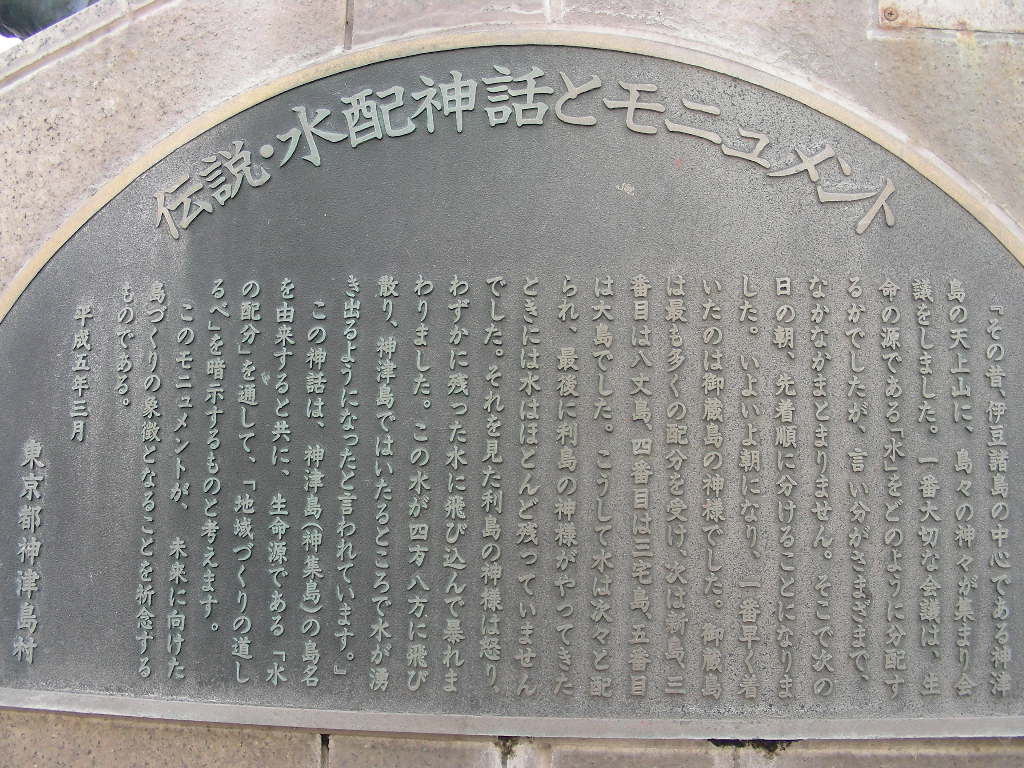 伝説・水配神話とモニュメント
『その昔、伊豆諸島の中心である神津
島の天上山に、島々の神々が集まり会
議をしました。一番大切な会議は、生
命の源である「水」をどのように分配す
るかでしたが、言い分がさまざまで、
なかなかまとまりません。そこで次の
日の朝、先着順に分けることになりま
した。いよいよ朝になり、一番早く着
いたのは御蔵島の神様でした。御蔵島
は最も多くの配分を受け、次は新島、三
番目は八丈島、四番目は三宅島、五番目
は大島でした。こうして水は次々と配
られ、最後に利島の神様がやってきた
ときには水はほとんど残っていません
でした。それを見た利島の神様は怒り、
わずかに残った水に飛び込んで暴れま
わりました。この水が四方八方に飛び
散り、神津島ではいたるところで水が湧
き出るようになったと言われています。』
この神話は、神津島(神集島)の島名
を由来すると共に、生命源である「水
の配分」を通して、「地域づくりの道し
るべ」を暗示するものと考えます。
このモニュメントが、未来に向けた
島づくりの象徴となることを祈念する
ものである。
平成五年三月
東京都神津島村